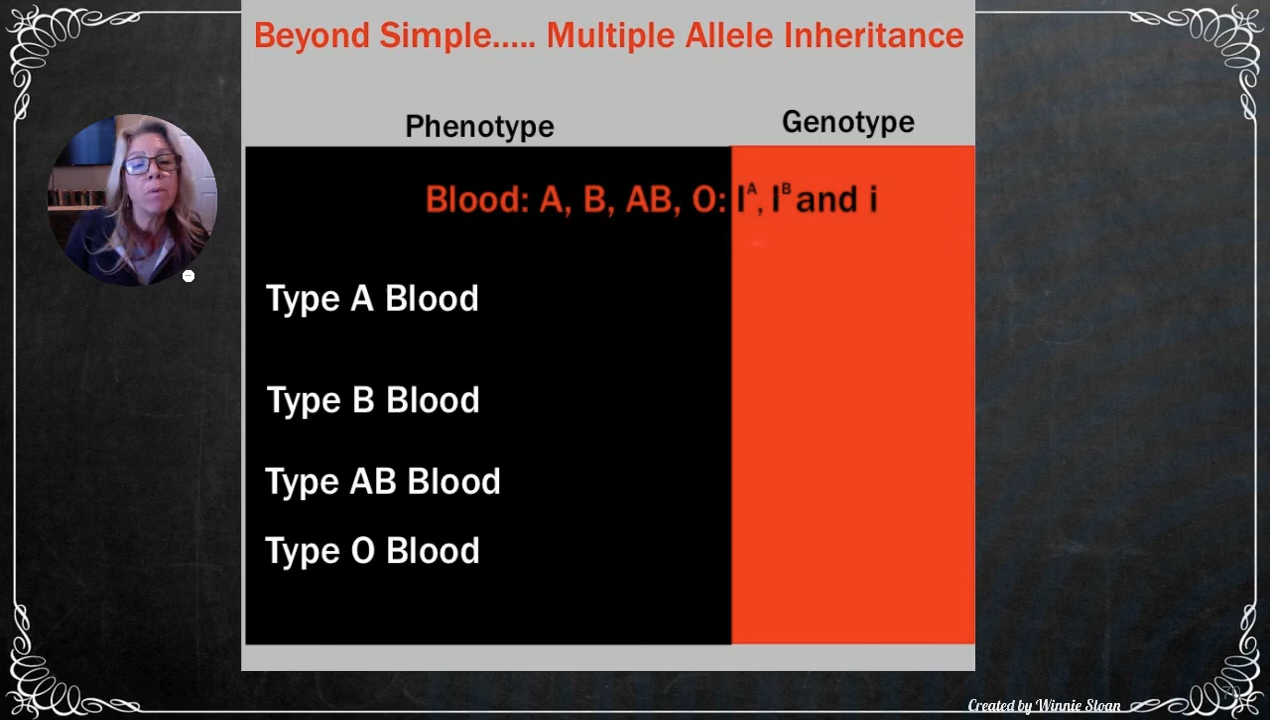 Beyond Simple..... Multiple Allele Inheritance
Phenotype
Genotype
Blood: A, B, AB, O: Iᴬ, Iᴮ and i
Type A Blood
Type B Blood
Type AB Blood
Type O Blood
Created by Winnie Sloan